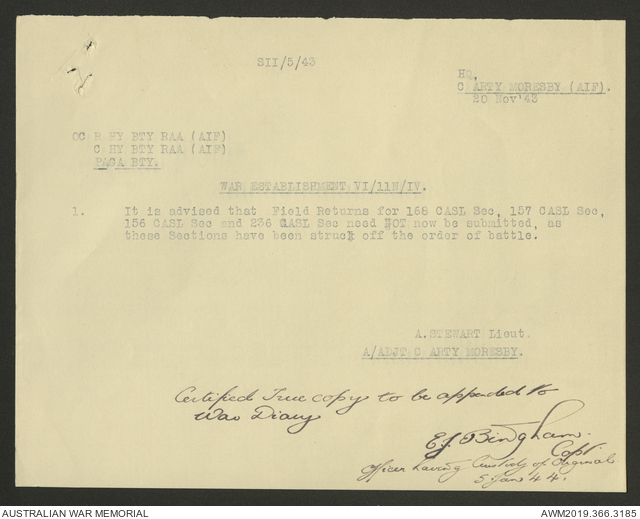 SII/5/43
HQ,
C ARTY MORESBY (AIF).
20 Nov'43
OC B HY BTY RAA (AIF)
C HY BTY RAA (AIF)
PAGA BTY.
WAR ESTABLISHMENT VI/11N/IV.
1. It is advised that Field Returns for 168 CASL Sec, 157 CASL Sec,
156 CASL Sec and 236 CASL Sec need NOT now be submitted, as
these Sections have been struck off the order of battle.
A. STEWART Lieut.
A/ADJT C ARTY MORESBY.
Certified True copy to be appended to
War Diary
E J Bingham.
Capt.
Officer having Custody of Originals
5 Jan 44.
AUSTRALIAN WAR MEMORIAL
AWM2019.366.3185